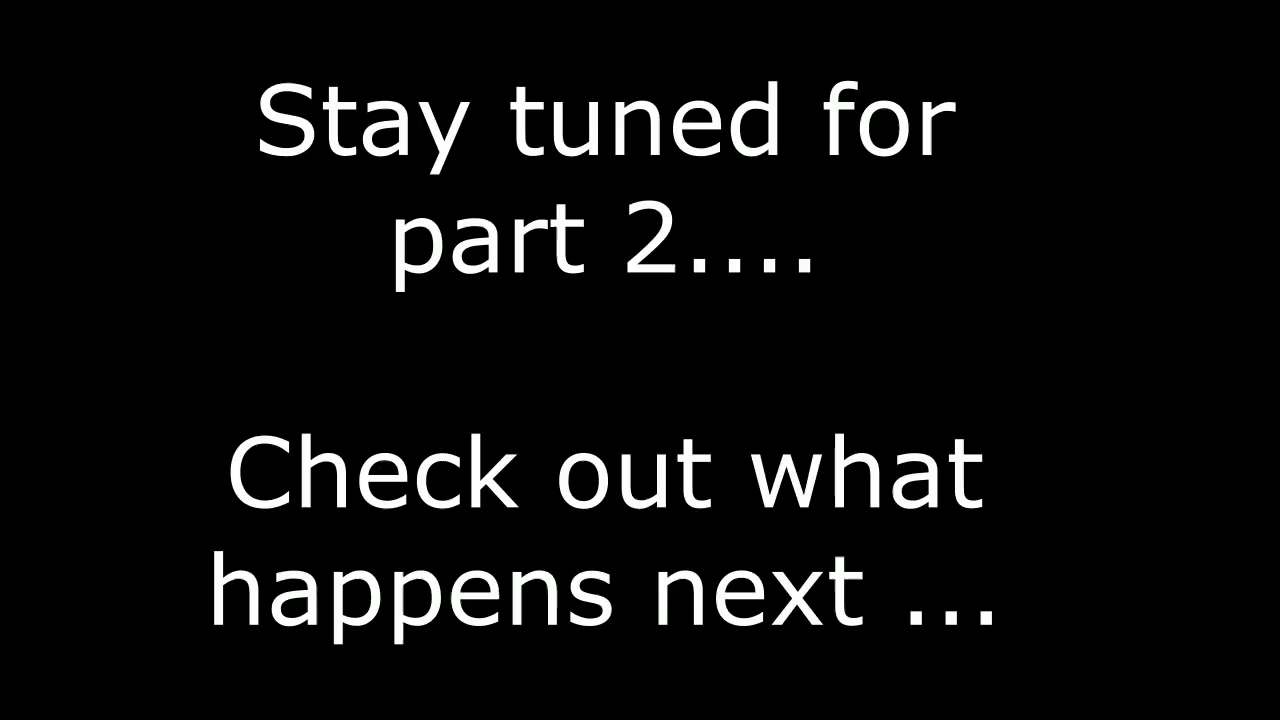 Stay tuned for
part 2....
Check out what
happens next ...